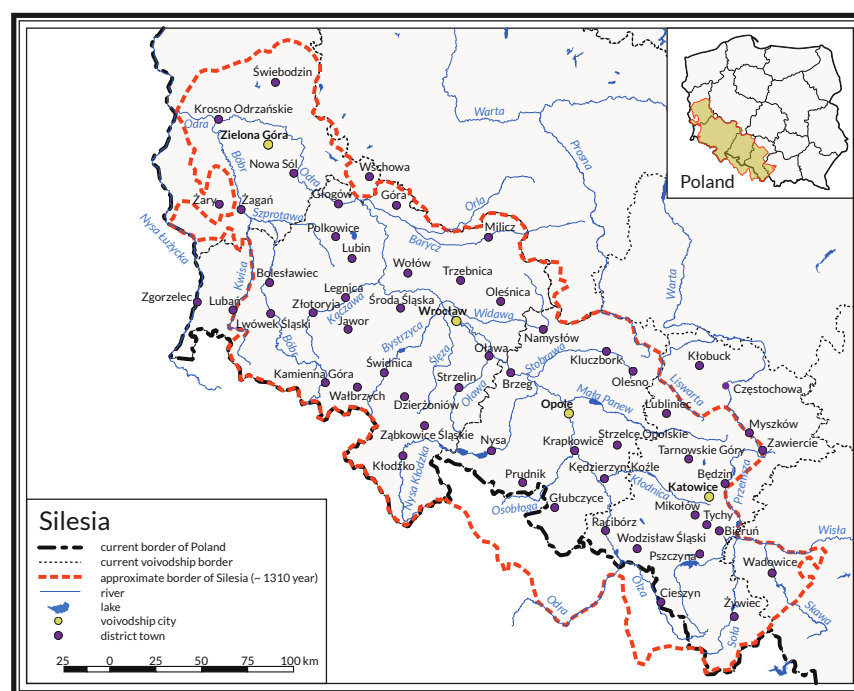 Świebodzin
Krosno Odrzańskie
Odra
Zielona Góra
Bóbr
Nowa Sól
Odra
Wschowa
Warta
Prosna
Poland
Żary
Żagań
Szprotawa
Głogów
Góra
Orla
Nysa Łużycka
Polkowice
Barycz
Milicz
Lubin
Kwisa
Bolesławiec
Wołów
Trzebnica
Warta
Zgorzelec
Lubań
Legnica
Złotoryja
Kaczawa
Środa Śląska
Oleśnica
Wrocław
Widawa
Lwówek Śląski
Jawor
Bystrzyca
Namysłów
Bóbr
Ślęza
Oława
Stobrawa
Świdnica
Kluczbork
Kłobuck
Kamienna Góra
Wałbrzych
Strzelin
Oława
Brzeg
Olesno
Liswarta
Częstochowa
Dzierżoniów
Opole
Mała Panew
Lubliniec
Ząbkowice Śląskie
Myszków
Nysa
Krapkowice
Strzelce Opolskie
Zawiercie
Tarnowskie Góry
Kłodzko
Nysa Kłodzka
Prudnik
Kędzierzyn-Koźle
Będzin
Przemsza
Kłodnica
Katowice
Osobłoga
Głubczyce
Mikołów
Tychy
Racibórz
Bieruń
Wisła
Wodzisław Śląski
Pszczyna
Wadowice
Odra
Olza
Cieszyn
Żywiec
Soła
Skawa
Silesia
current border of Poland
current voivodship border
approximate border of Silesia (~ 1310 year)
river
lake
voivodship city
district town
25 0 25 50 75 100 km